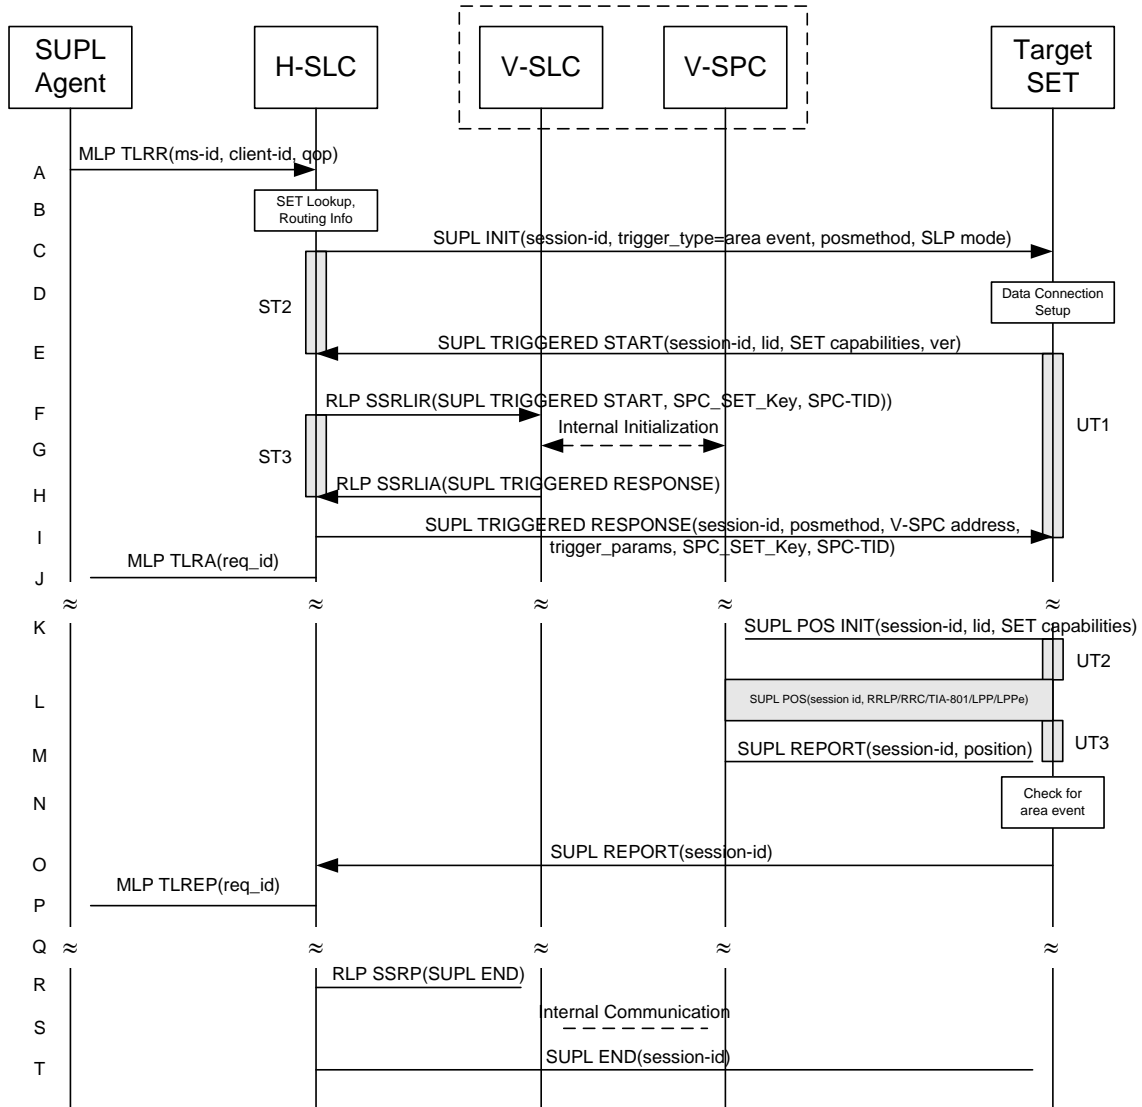 SUPL
Agent
H-SLC
V-SLC
V-SPC
Target
SET
A
MLP TLRR(ms-id, client-id, qop)
B
SET Lookup,
Routing Info
C
SUPL INIT(session-id, trigger_type=area event, posmethod, SLP mode)
D
ST2
Data Connection
Setup
E
SUPL TRIGGERED START(session-id, lid, SET capabilities, ver)
F
RLP SSRLIR(SUPL TRIGGERED START, SPC_SET_Key, SPC-TID))
UT1
G
ST3
Internal Initialization
H
RLP SSRLIA(SUPL TRIGGERED RESPONSE)
I
SUPL TRIGGERED RESPONSE(session-id, posmethod, V-SPC address,
trigger_params, SPC_SET_Key, SPC-TID)
J
MLP TLRA(req_id)
≈ ≈ ≈ ≈ ≈
K
SUPL POS INIT(session-id, lid, SET capabilities)
UT2
L
SUPL POS(session id, RRLP/RRC/TIA-801/LPP/LPPe)
M
SUPL REPORT(session-id, position)
UT3
N
Check for
area event
O
SUPL REPORT(session-id)
P
MLP TLREP(req_id)
Q
≈ ≈ ≈ ≈ ≈
R
RLP SSRP(SUPL END)
S
Internal Communication
T
SUPL END(session-id)